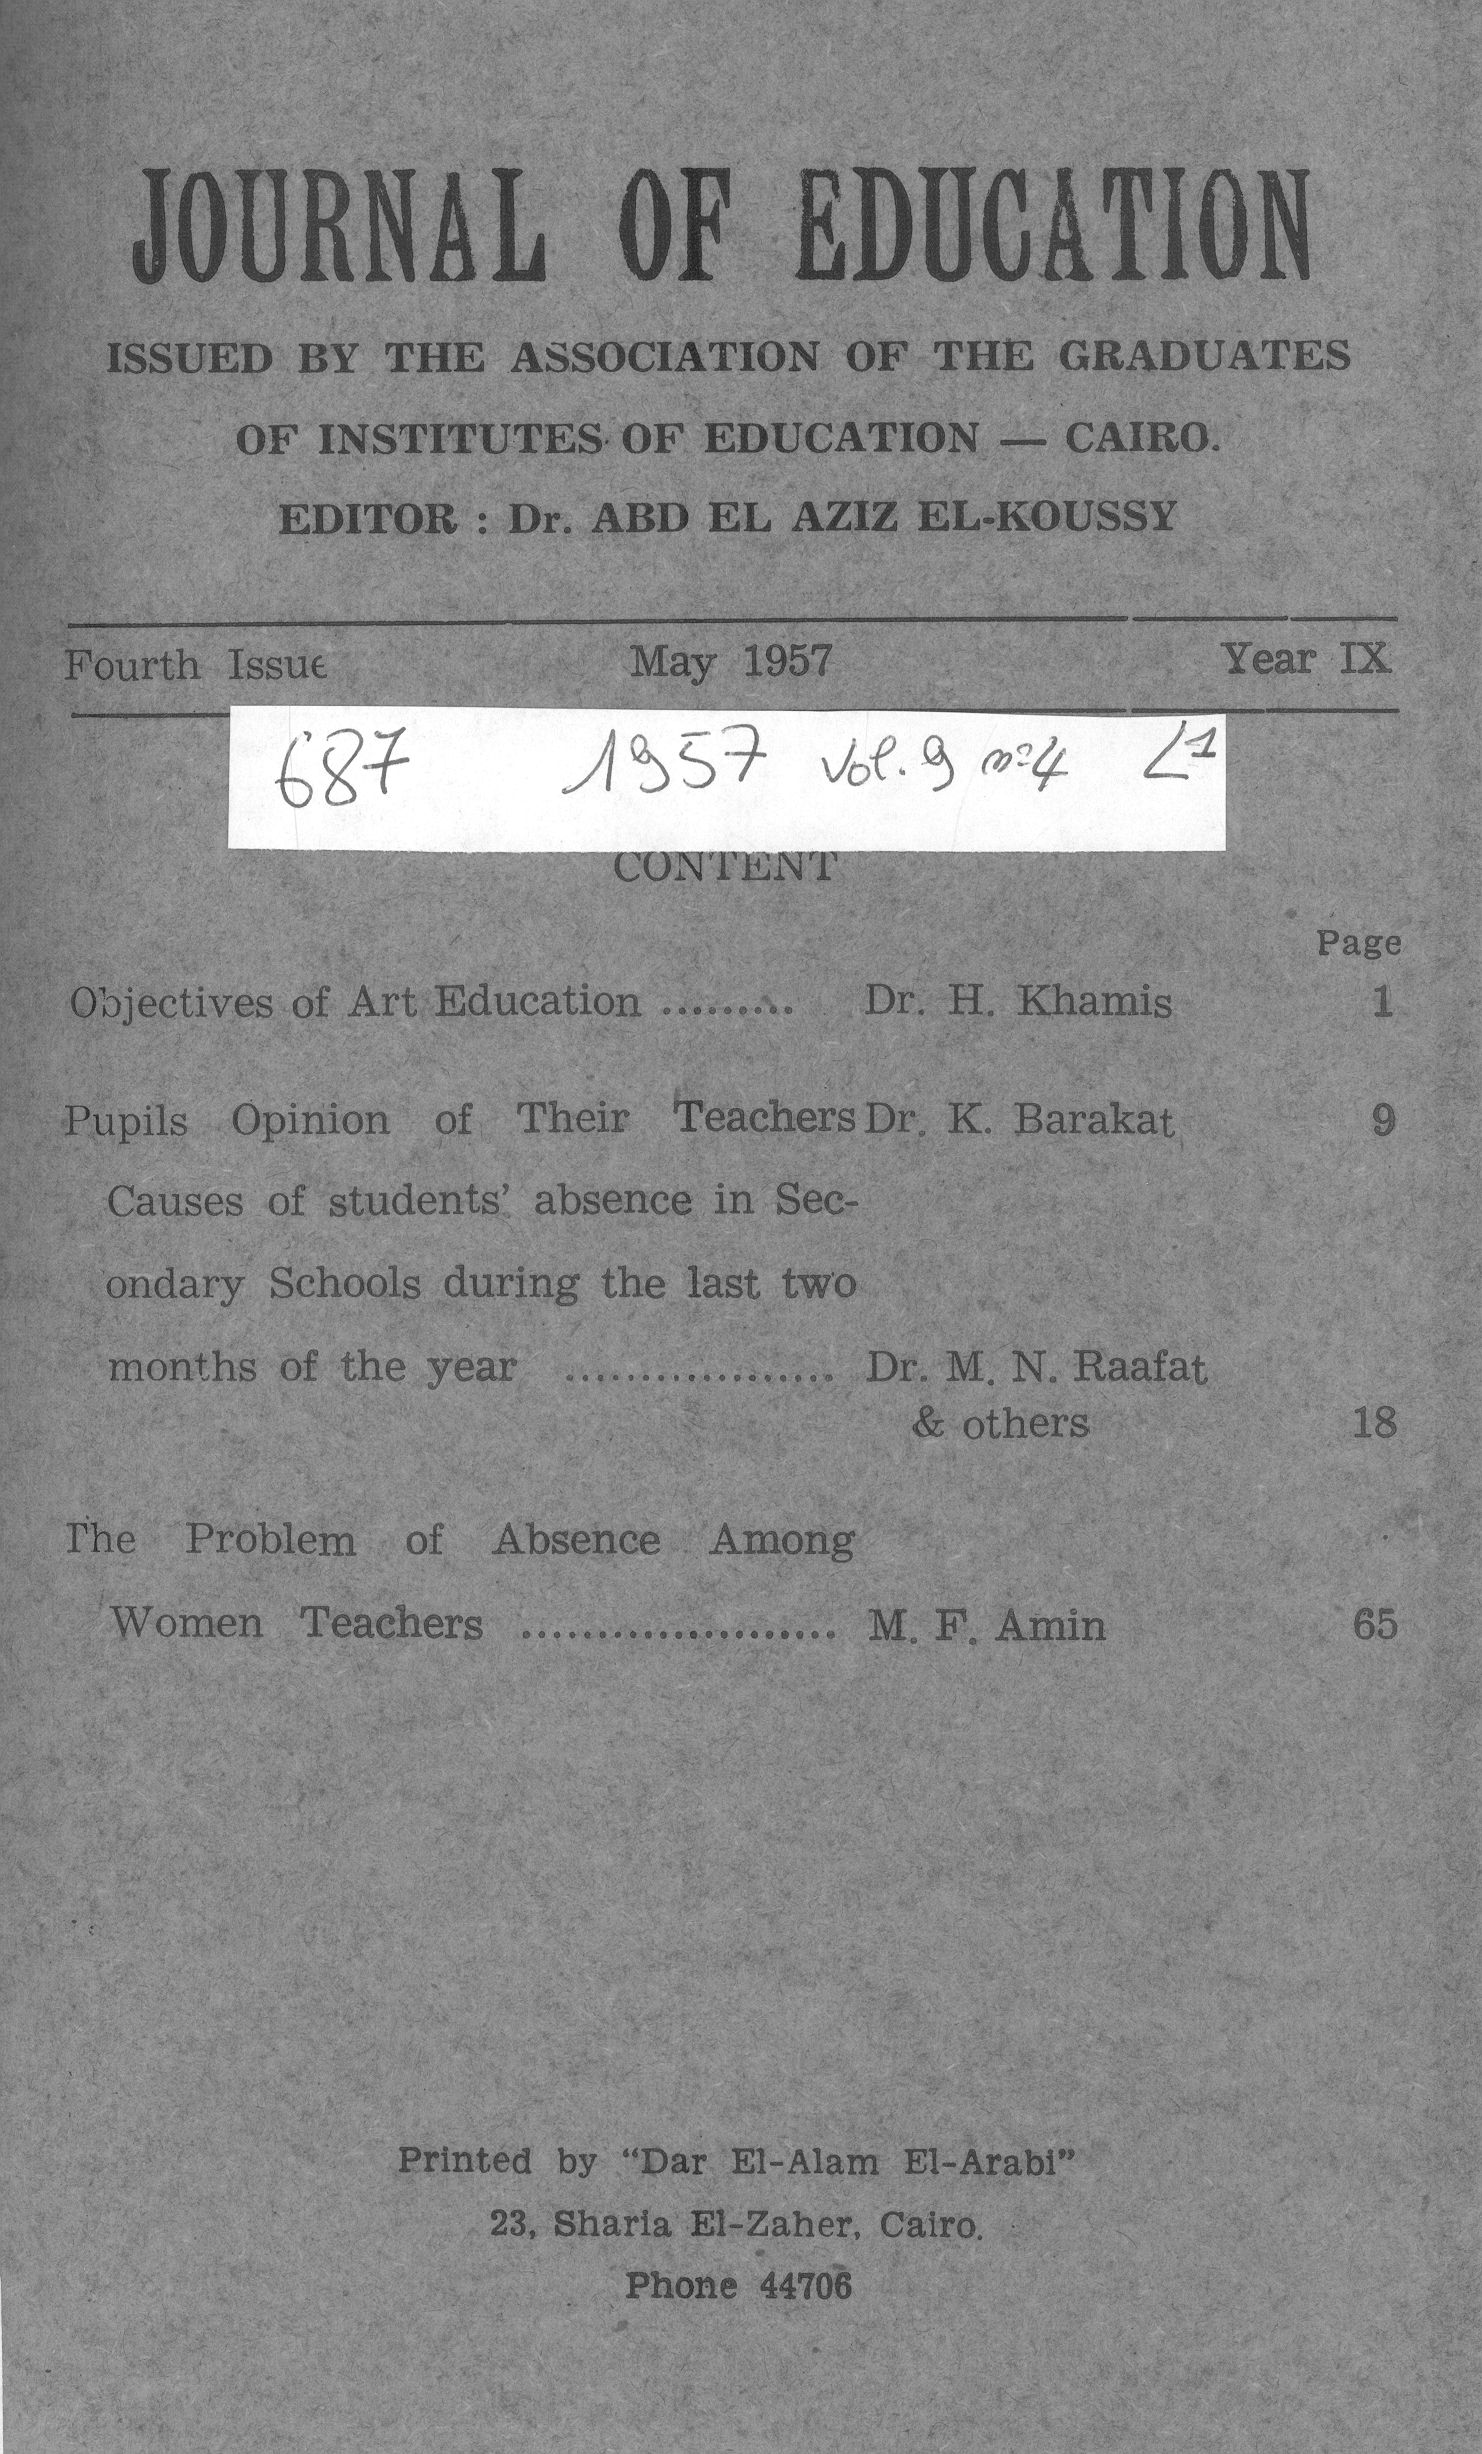 JOURNAL OF EDUCATION
ISSUED BY THE ASSOCIATION OF THE GRADUATES
OF INSTITUTES OF EDUCATION — CAIRO.
EDITOR : Dr. ABD EL AZIZ EL-KOUSSY
Fourth Issue May 1957 Year IX
687 1957 Vol. 9 nº4 L1
CONTENT
Page
Objectives of Art Education ......... Dr. H. Khamis 1
Pupils Opinion of Their Teachers Dr. K. Barakat 9
Causes of students' absence in Sec-
ondary Schools during the last two
months of the year .................. Dr. M. N. Raafat
& others 18
The Problem of Absence Among
Women Teachers ..................... M. F. Amin 65
Printed by “Dar El-Alam El-Arabi”
23, Sharia El-Zaher, Cairo.
Phone 44706